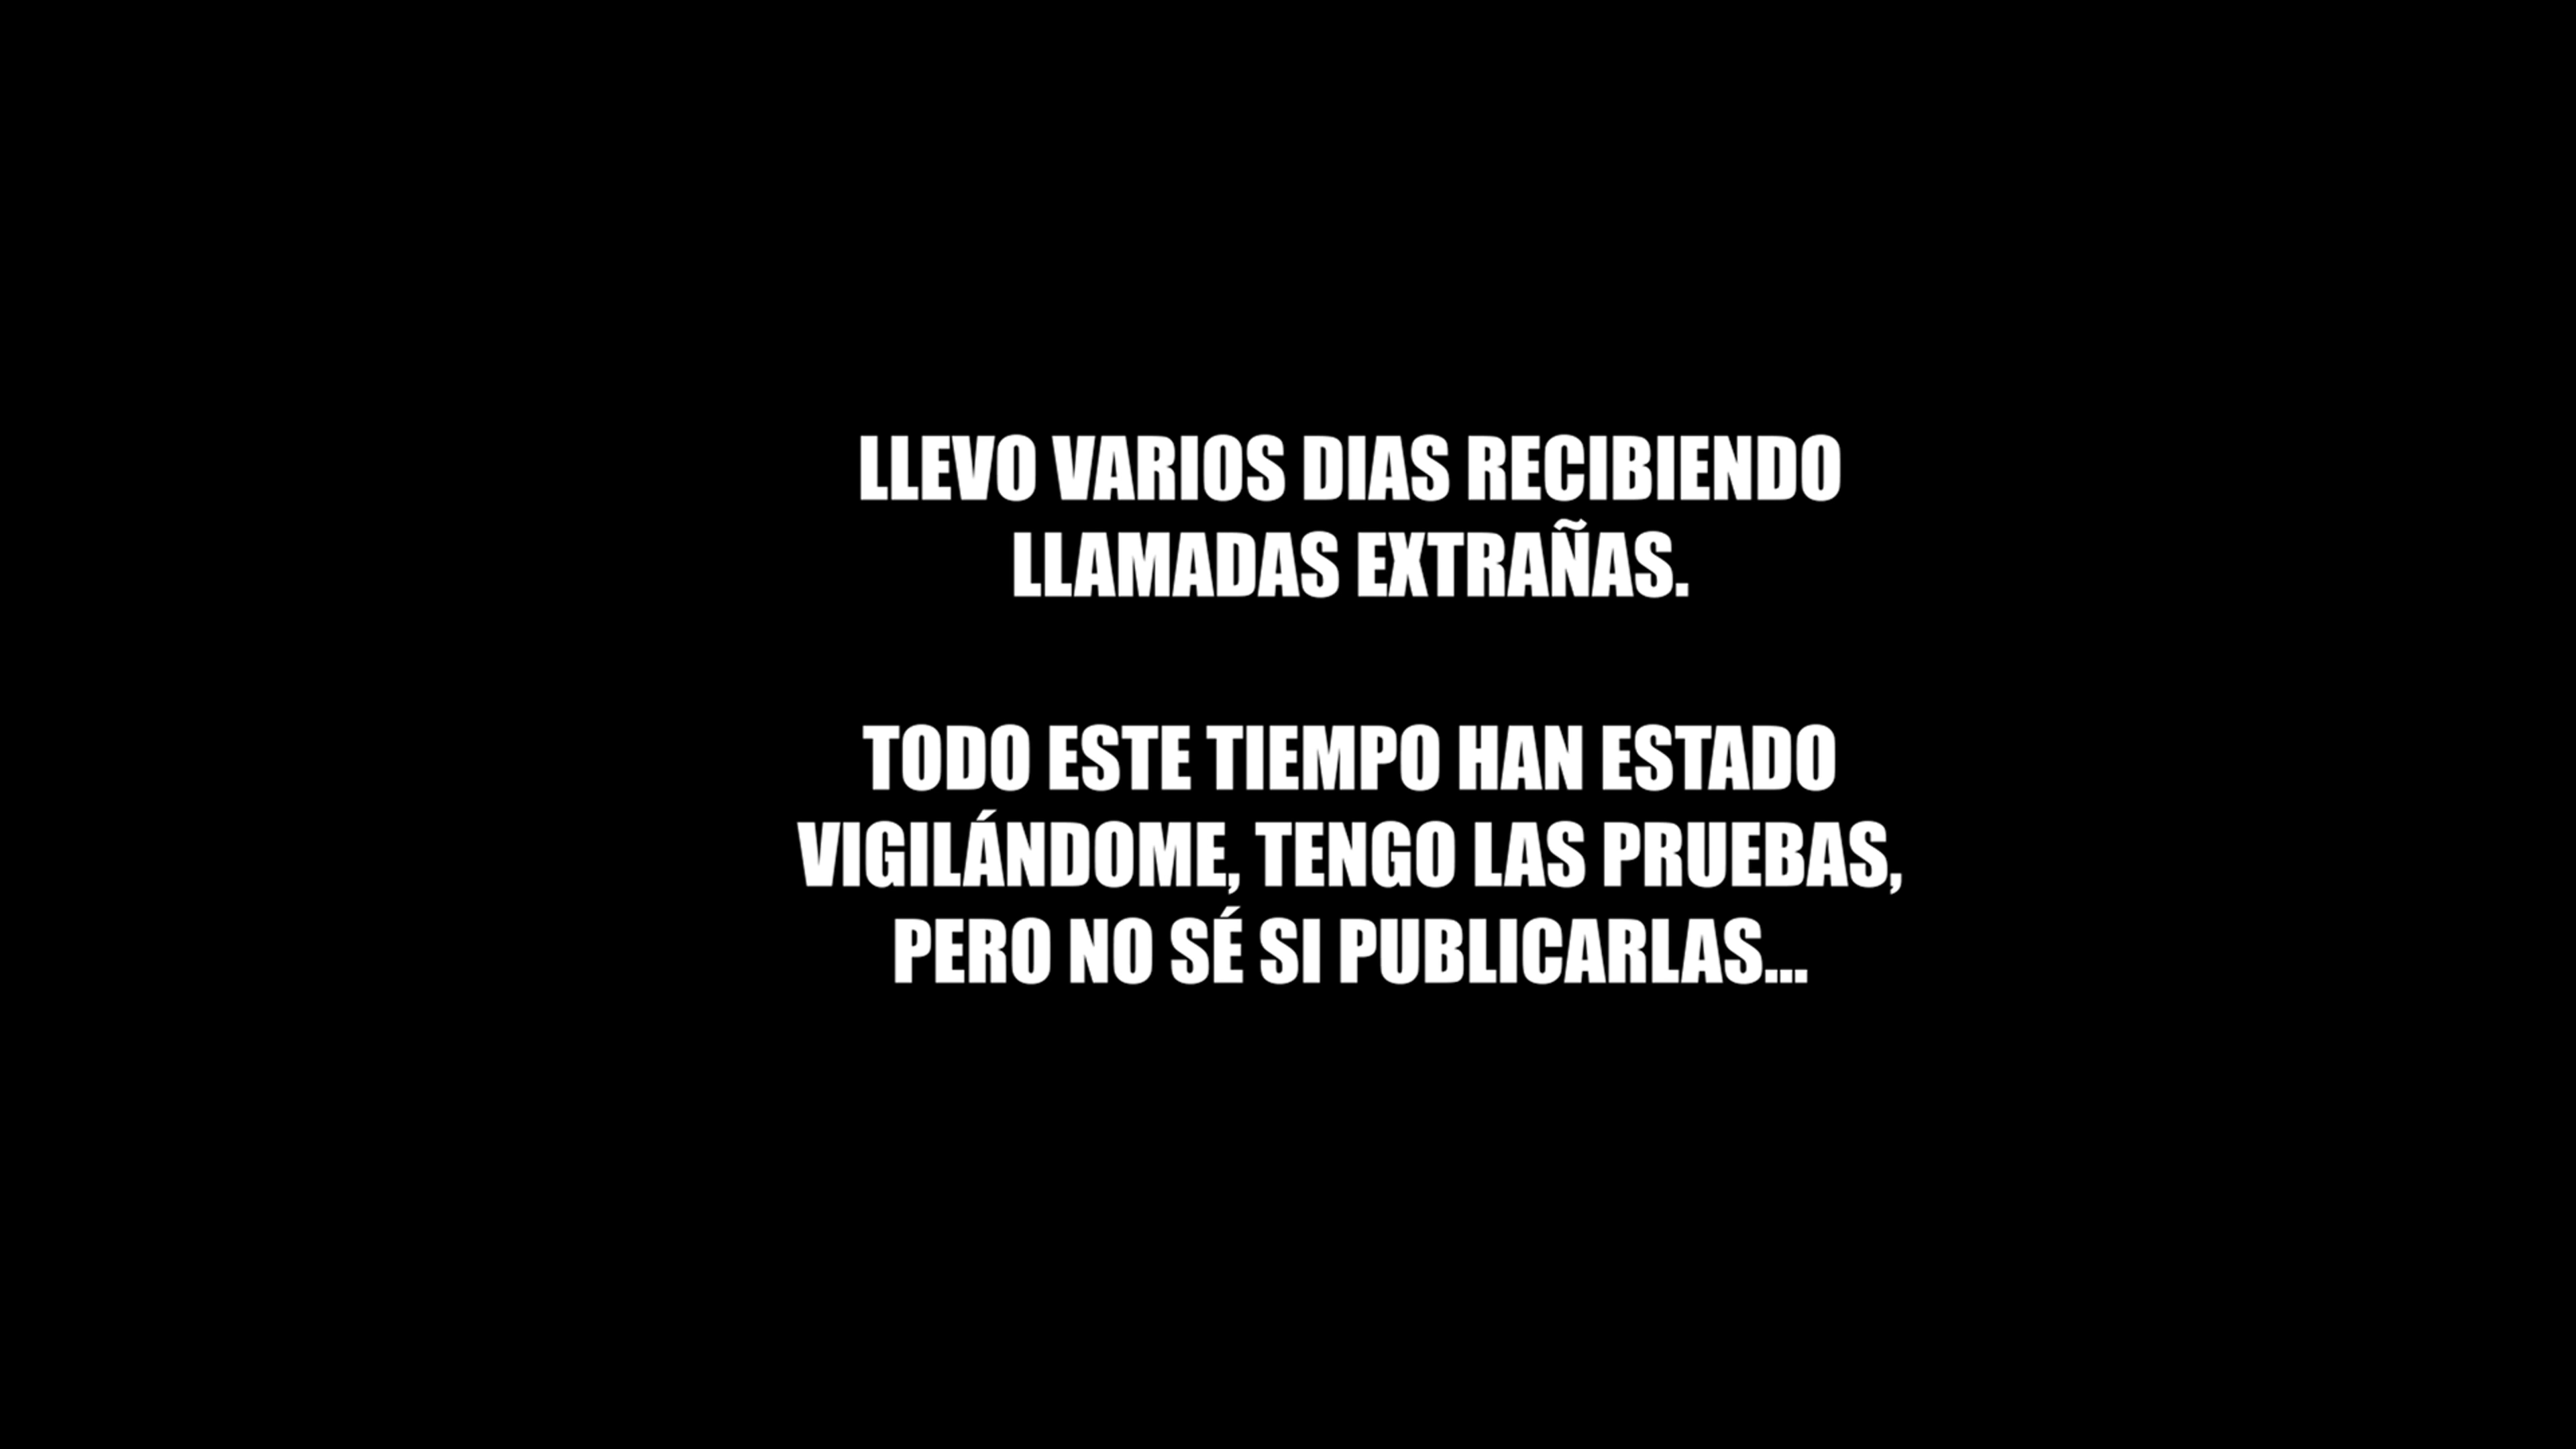 LLEVO VARIOS DIAS RECIBIENDO
LLAMADAS EXTRAÑAS.
TODO ESTE TIEMPO HAN ESTADO
VIGILÁNDOME, TENGO LAS PRUEBAS,
PERO NO SÉ SI PUBLICARLAS...